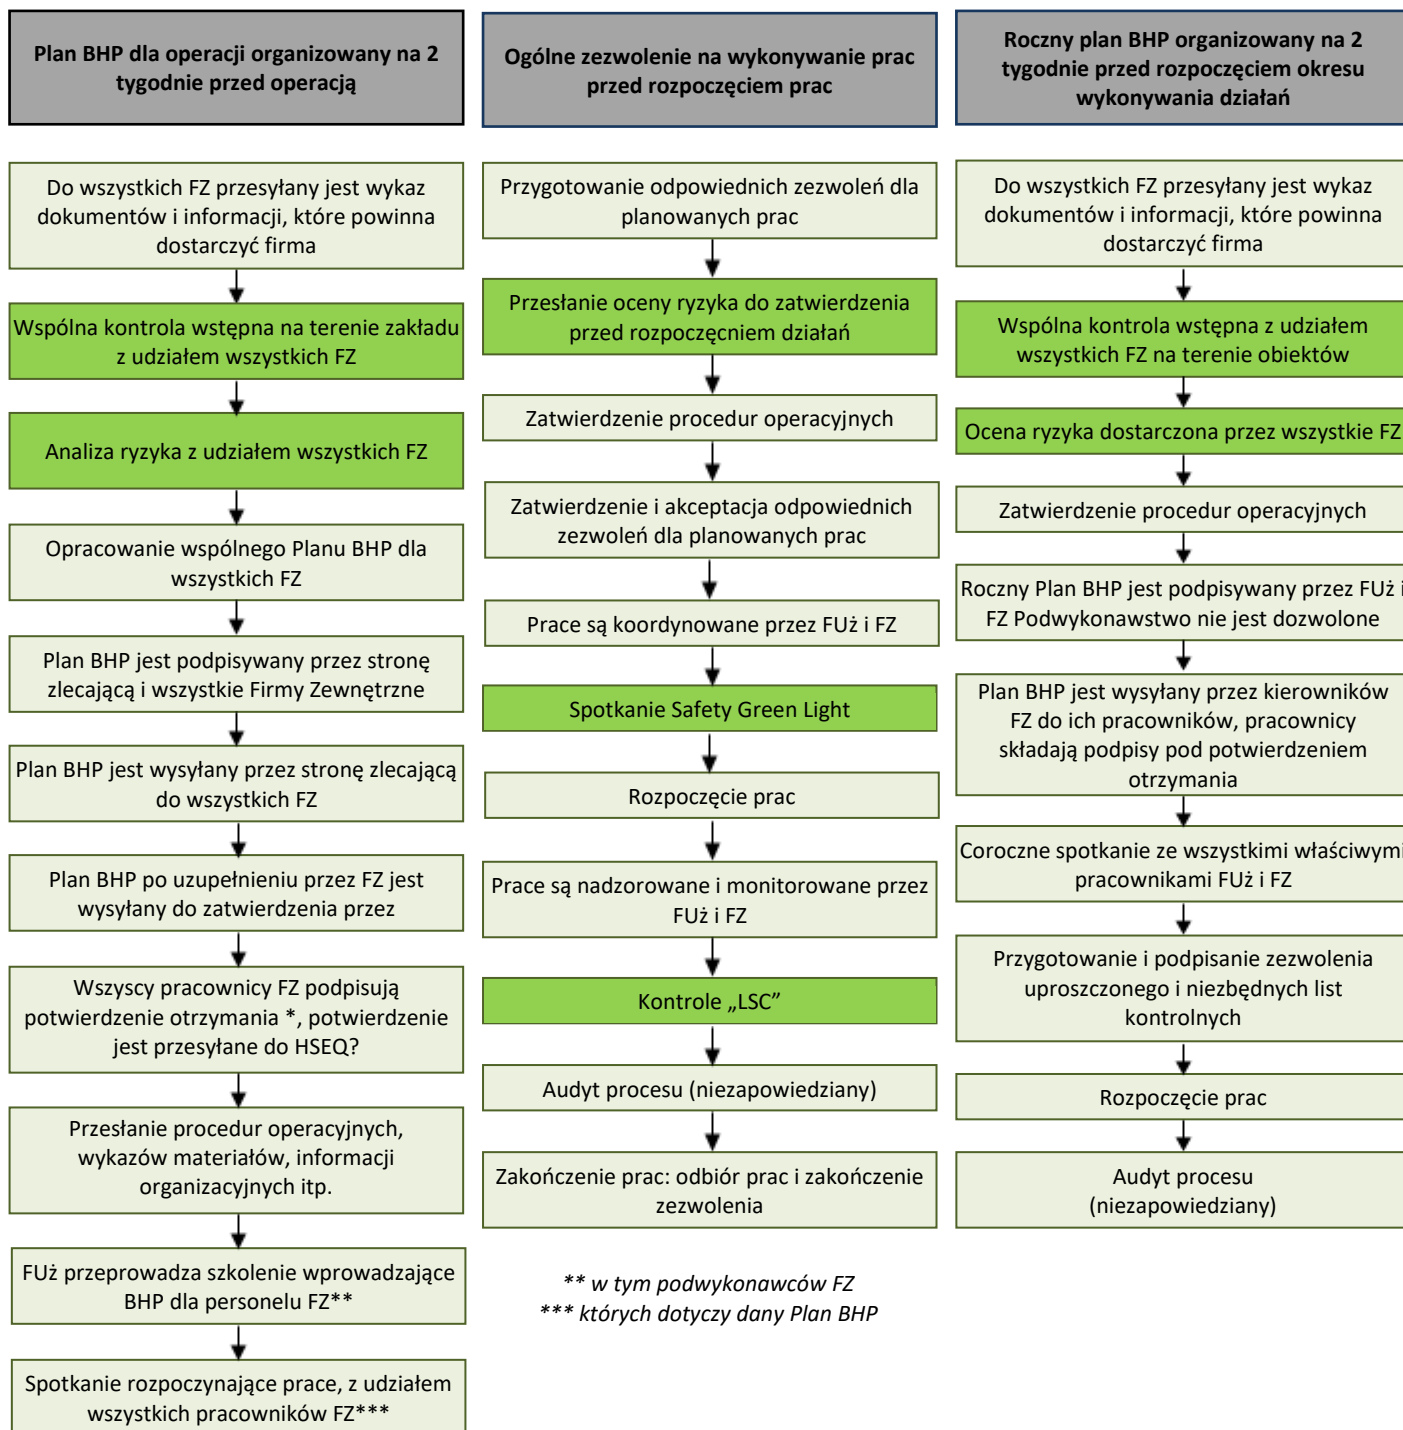 Plan BHP dla operacji organizowany na 2
tygodnie przed operacją
Do wszystkich FZ przesyłany jest wykaz
dokumentów i informacji, które powinna
dostarczyć firma
Wspólna kontrola wstępna na terenie zakładu
z udziałem wszystkich FZ
Analiza ryzyka z udziałem wszystkich FZ
Opracowanie wspólnego Planu BHP dla
wszystkich FZ
Plan BHP jest podpisywany przez stronę
zlecającą i wszystkie Firmy Zewnętrzne
Plan BHP jest wysyłany przez stronę zlecającą
do wszystkich FZ
Plan BHP po uzupełnieniu przez FZ jest
wysyłany do zatwierdzenia przez
Wszyscy pracownicy FZ podpisują
potwierdzenie otrzymania *, potwierdzenie
jest przesyłane do HSEQ?
Przesłanie procedur operacyjnych,
wykazów materiałów, informacji
organizacyjnych itp.
FUż przeprowadza szkolenie wprowadzające
BHP dla personelu FZ**
Spotkanie rozpoczynające prace, z udziałem
wszystkich pracowników FZ***
Ogólne zezwolenie na wykonywanie prac
przed rozpoczęciem prac
Przygotowanie odpowiednich zezwoleń dla
planowanych prac
Przesłanie oceny ryzyka do zatwierdzenia
przed rozpoczęcniem działań
Zatwierdzenie procedur operacyjnych
Zatwierdzenie i akceptacja odpowiednich
zezwoleń dla planowanych prac
Prace są koordynowane przez FUż i FZ
Spotkanie Safety Green Light
Rozpoczęcie prac
Prace są nadzorowane i monitorowane przez
FUż i FZ
Kontrole „LSC”
Audyt procesu (niezapowiedziany)
Zakończenie prac: odbiór prac i zakończenie
zezwolenia
** w tym podwykonawców FZ
*** których dotyczy dany Plan BHP
Roczny plan BHP organizowany na 2
tygodnie przed rozpoczęciem okresu
wykonywania działań
Do wszystkich FZ przesyłany jest wykaz
dokumentów i informacji, które powinna
dostarczyć firma
Wspólna kontrola wstępna z udziałem
wszystkich FZ na terenie obiektów
Ocena ryzyka dostarczona przez wszystkie FZ
Zatwierdzenie procedur operacyjnych
Roczny Plan BHP jest podpisywany przez FUż i
FZ Podwykonawstwo nie jest dozwolone
Plan BHP jest wysyłany przez kierowników
FZ do ich pracowników, pracownicy
składają podpisy pod potwierdzeniem
otrzymania
Coroczne spotkanie ze wszystkimi właściwymi
pracownikami FUż i FZ
Przygotowanie i podpisanie zezwolenia
uproszczonego i niezbędnych list
kontrolnych
Rozpoczęcie prac
Audyt procesu
(niezapowiedziany)